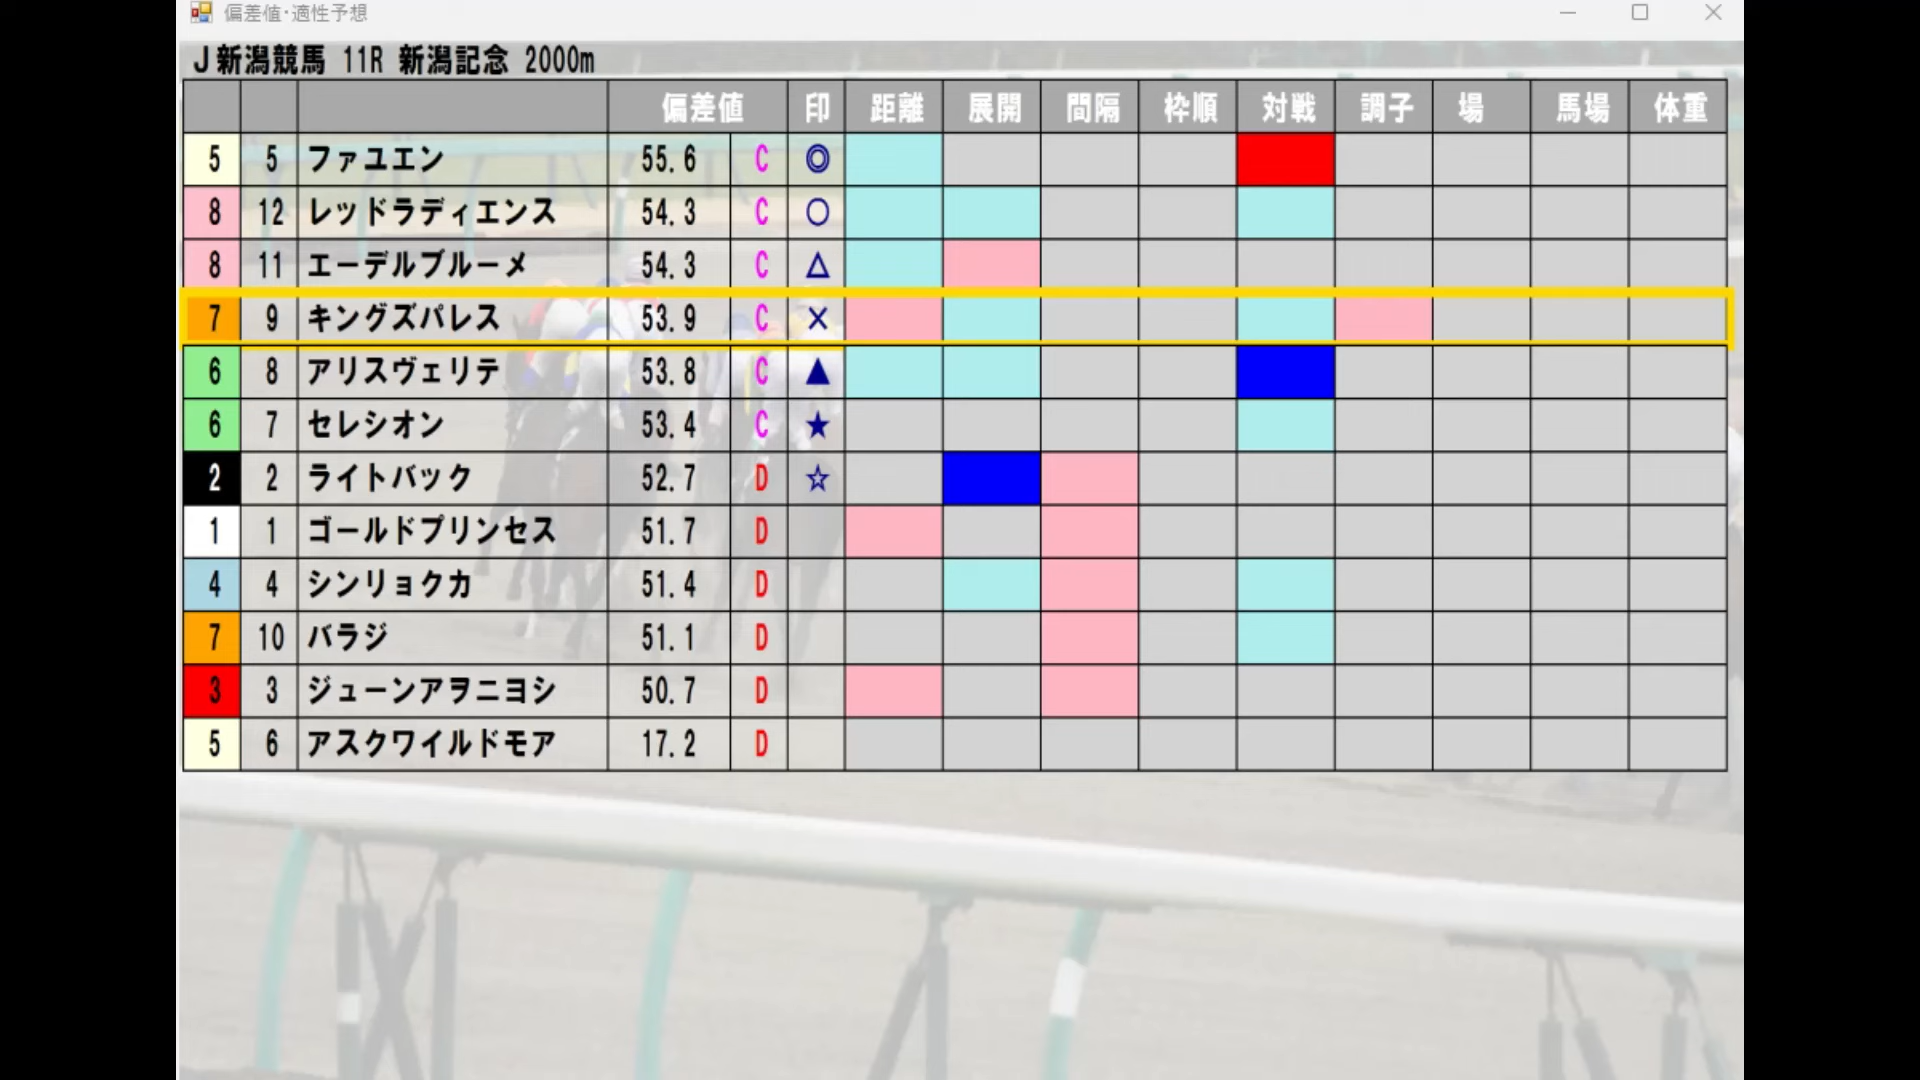 偏差値・適性予想
J新潟競馬 11R 新潟記念 2000m
偏差値 印 距離 展開 間隔 枠順 対戦 調子 場 馬場 体重
5 5 ファユエン 55.6 C ◎
8 12 レッドラディエンス 54.3 C ○
8 11 エーデルブルーメ 54.3 C △
7 9 キングズパレス 53.9 C ×
6 8 アリスヴェリテ 53.8 C ▲
6 7 セレシオン 53.4 C ★
2 2 ライトバック 52.7 D ☆
1 1 ゴールドプリンセス 51.7 D
4 4 シンリョクカ 51.4 D
7 10 バラジ 51.1 D
3 3 ジューンアヲニヨシ 50.7 D
5 6 アスクワイルドモア 17.2 D